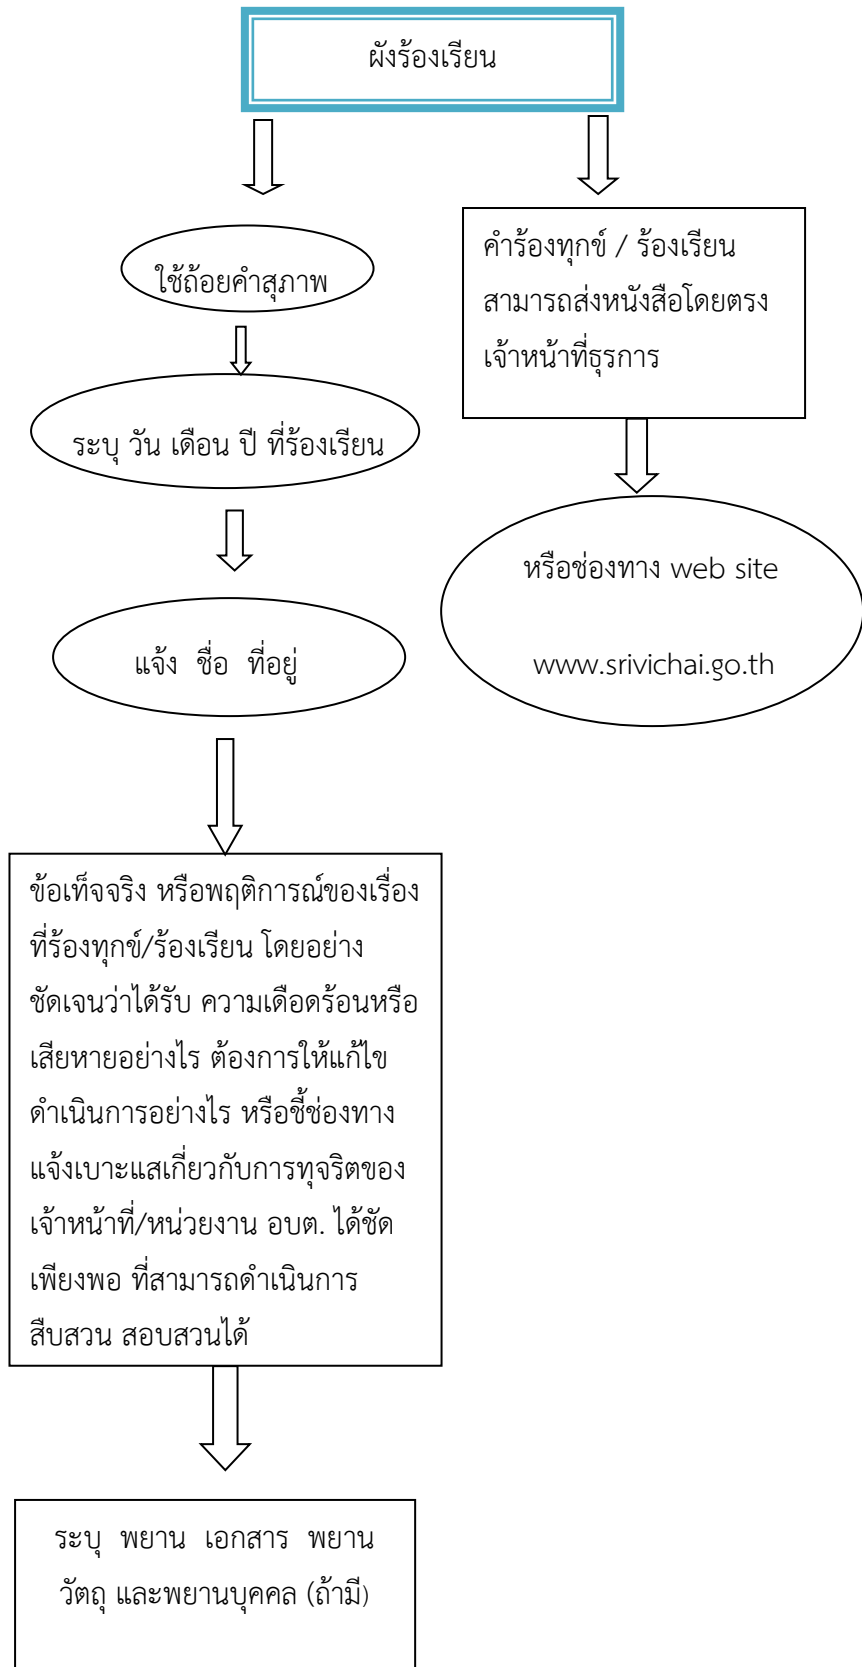 ผังร้องเรียน
ใช้ถ้อยคำสุภาพ
ระบุ วัน เดือน ปี ที่ร้องเรียน
แจ้ง ชื่อ ที่อยู่
ข้อเท็จจริง หรือพฤติการณ์ของเรื่อง
ที่ร้องทุกข์/ร้องเรียน โดยอย่าง
ชัดเจนว่าได้รับ ความเดือดร้อนหรือ
เสียหายอย่างไร ต้องการให้แก้ไข
ดำเนินการอย่างไร หรือชี้ช่องทาง
แจ้งเบาะแสเกี่ยวกับการทุจริตของ
เจ้าหน้าที่/หน่วยงาน อบต. ได้ชัด
เพียงพอ ที่สามารถดำเนินการ
สืบสวน สอบสวนได้
ระบุ พยาน เอกสาร พยาน
วัตถุ และพยานบุคคล (ถ้ามี)
คำร้องทุกข์ / ร้องเรียน
สามารถส่งหนังสือโดยตรง
เจ้าหน้าที่ธุรการ
หรือช่องทาง web site
www.srivichai.go.th